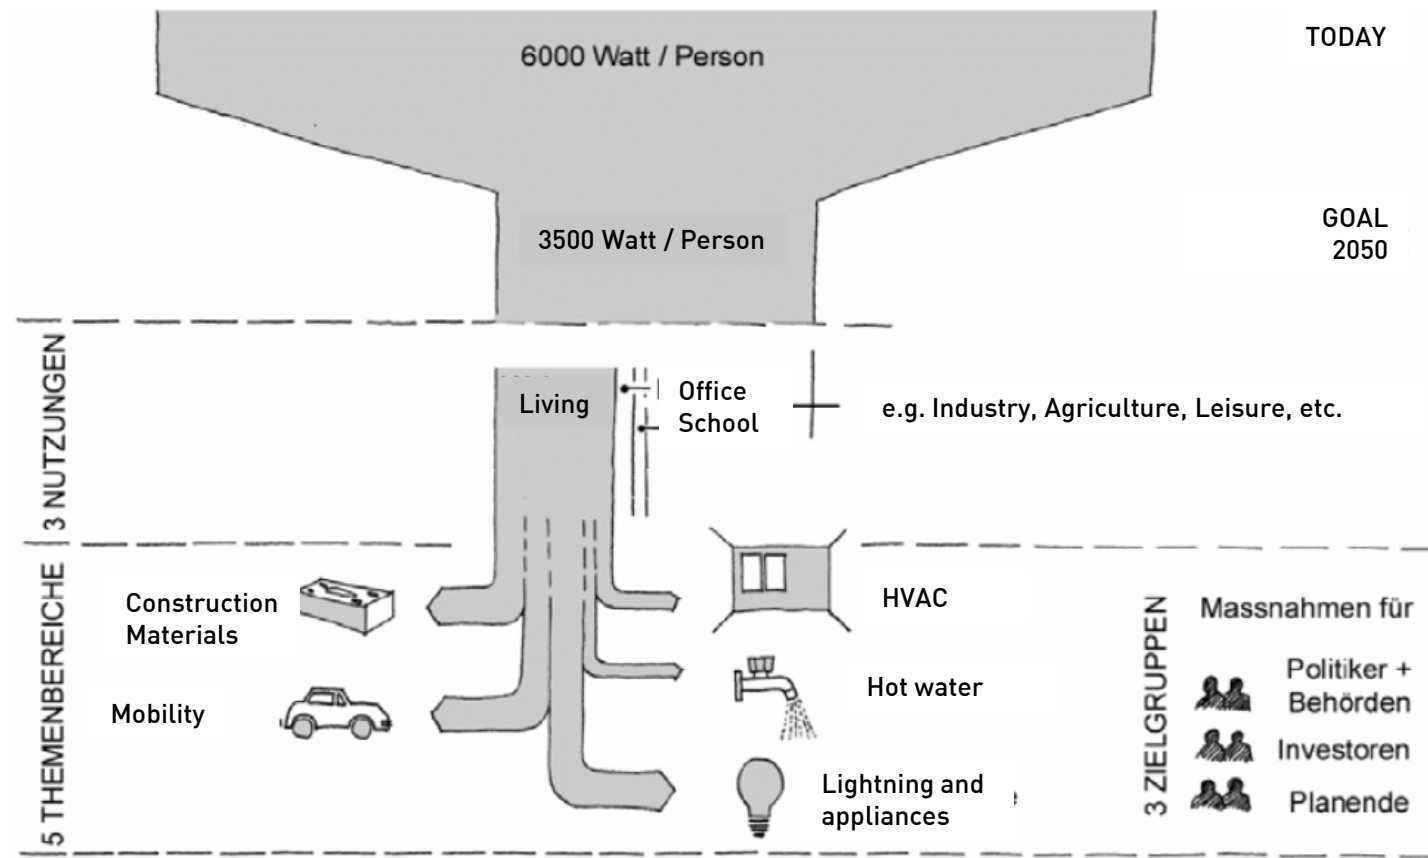 6000 Watt / Person
TODAY
3500 Watt / Person
GOAL
2050
3 NUTZUNGEN
Living
Office
School
e.g. Industry, Agriculture, Leisure, etc.
5 THEMENBEREICHE
Construction
Materials
Mobility
HVAC
Hot water
Lightning and
appliances
3 ZIELGRUPPEN
Massnahmen für
Politiker +
Behörden
Investoren
Planende